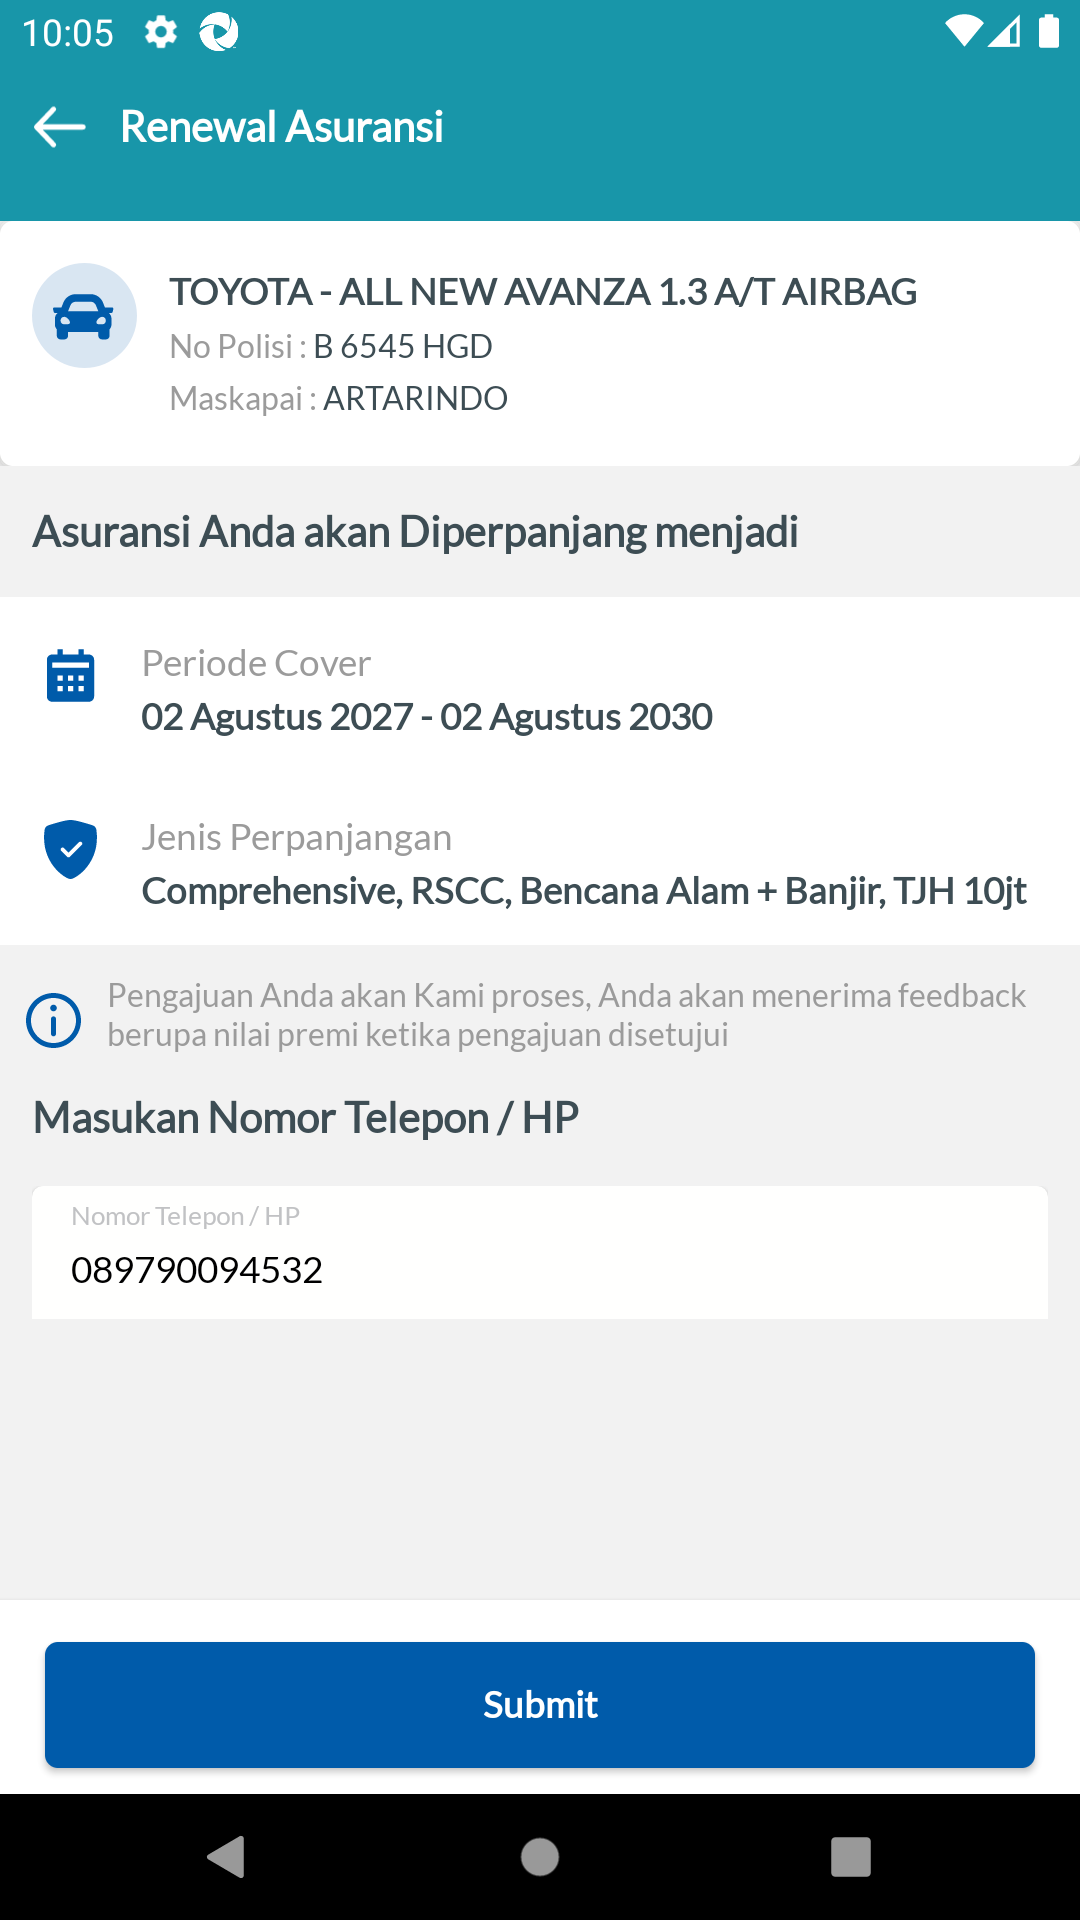 10:05
Renewal Asuransi
TOYOTA - ALL NEW AVANZA 1.3 A/T AIRBAG
No Polisi : B 6545 HGD
Maskapai : ARTARINDO
Asuransi Anda akan Diperpanjang menjadi
Periode Cover
02 Agustus 2027 - 02 Agustus 2030
Jenis Perpanjangan
Comprehensive, RSCC, Bencana Alam + Banjir, TJH 10jt
Pengajuan Anda akan Kami proses, Anda akan menerima feedback
berupa nilai premi ketika pengajuan disetujui
Masukan Nomor Telepon / HP
Nomor Telepon / HP
089790094532
Submit